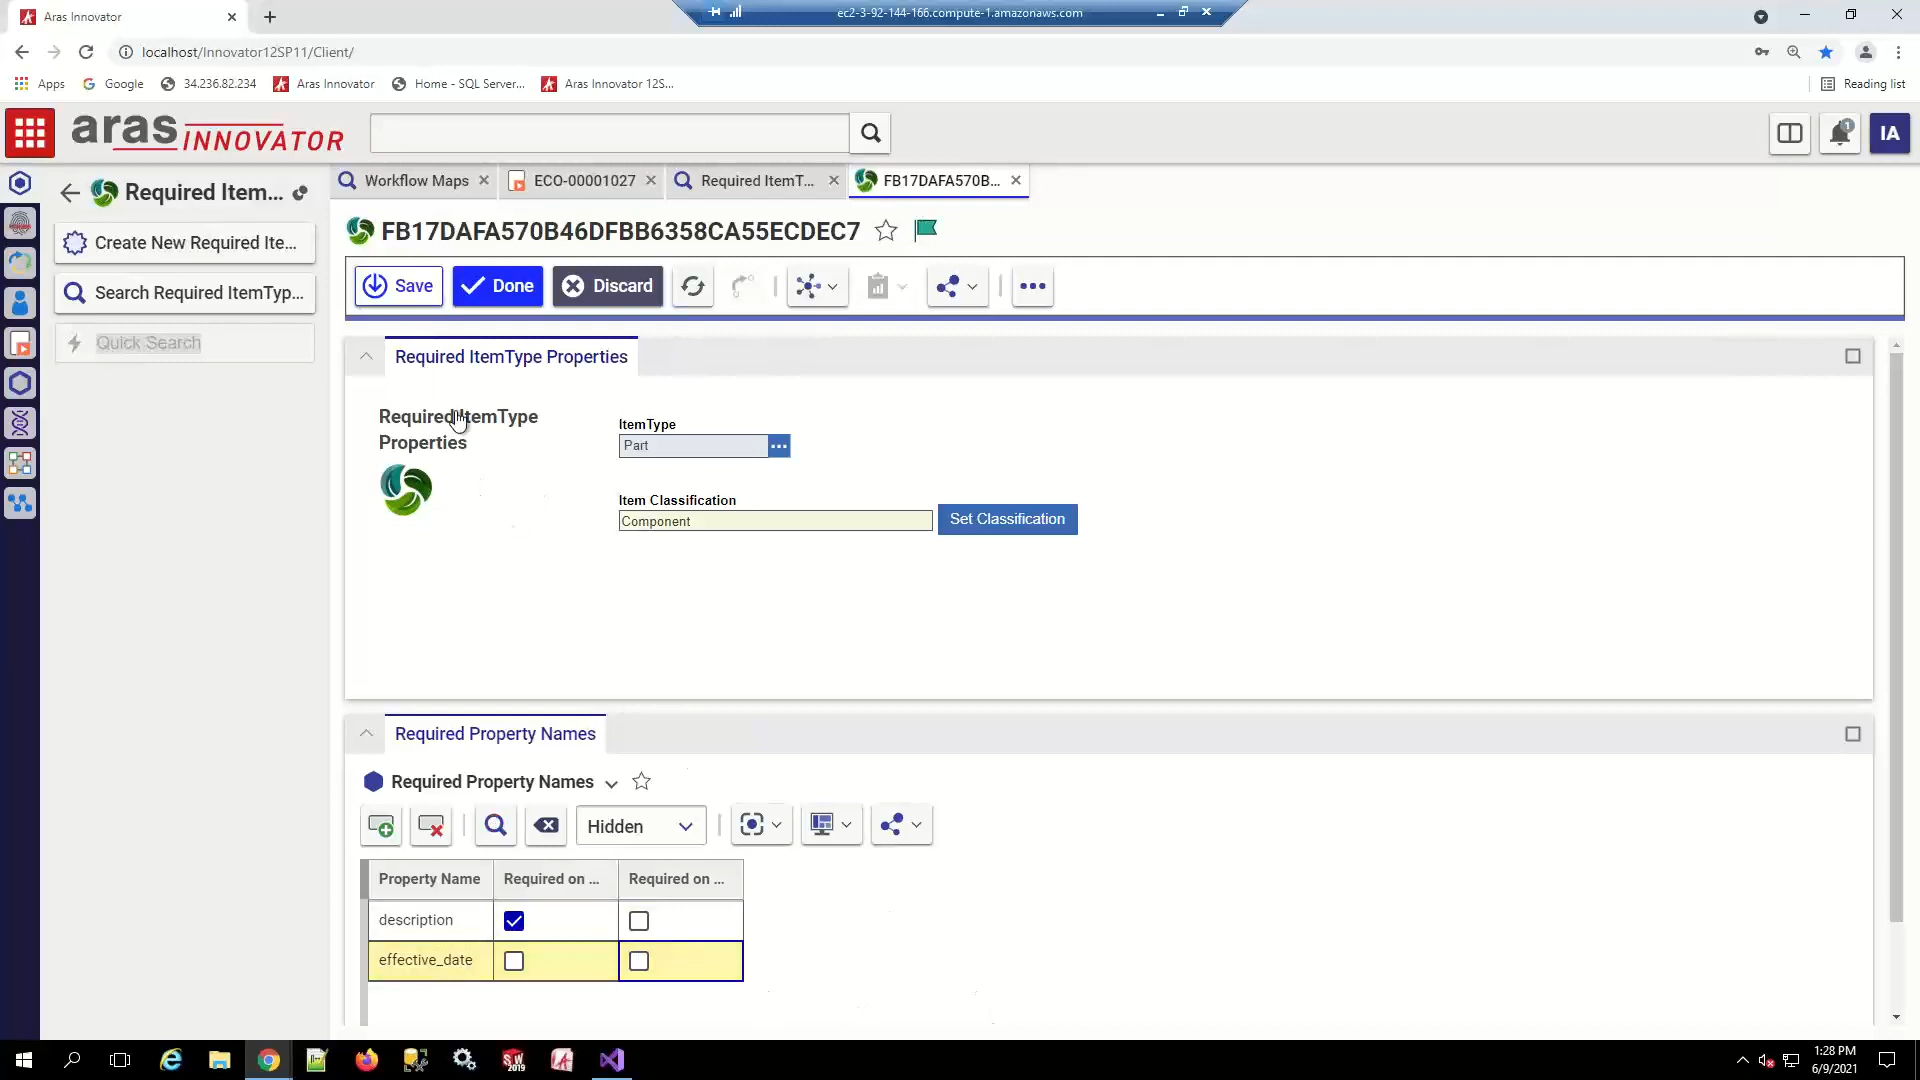 Aras Innovator
ec2-3-92-144-166.compute-1.amazonaws.com
localhost/Innovator12SP11/Client/
Apps
Google
34.236.82.234
Aras Innovator
Home - SQL Server...
Aras Innovator 12S...
Reading list
aras INNOVATOR
1
IA
Required Item...
Workflow Maps
ECO-00001027
Required ItemT...
FB17DAFA570B...
Create New Required Ite...
Search Required ItemTyp...
Quick Search
FB17DAFA570B46DFBB6358CA55ECDEC7
Save
Done
Discard
Required ItemType Properties
Required ItemType
Properties
ItemType
Part
Item Classification
Component
Set Classification
Required Property Names
Required Property Names
Hidden
Property Name
Required on ...
Required on ...
description
effective_date
SW
2019
1:28 PM
6/9/2021